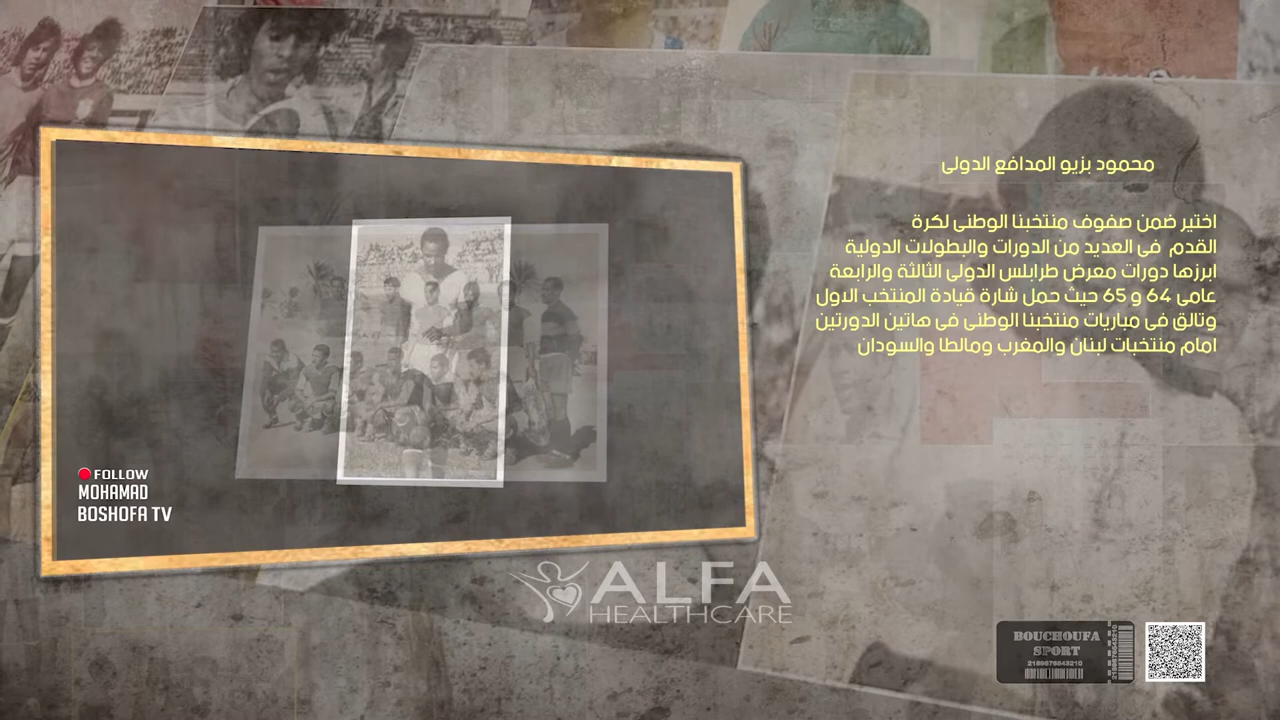 محمود بزيو المدافع الدولى
اختير ضمن صفوف منتخبنا الوطنى لكرة
القدم فى العديد من الدورات والبطولات الدولية
ابرزها دورات معرض طرابلس الدولى الثالثة والرابعة
عامى 64 و 65 حيث حمل شارة قيادة المنتخب الاول
وتالق فى مباريات منتخبنا الوطنى فى هاتين الدورتين
امام منتخبات لبنان والمغرب ومالطا والسودان
FOLLOW
MOHAMAD
BOSHOFA TV
ALFA
HEALTHCARE
BOUCHOUFA
SPORT